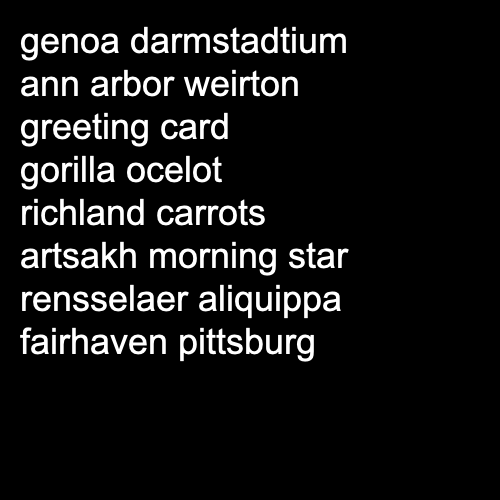 genoa darmstadtium
ann arbor weirton
greeting card
gorilla ocelot
richland carrots
artsakh morning star
rensselaer aliquippa
fairhaven pittsburg